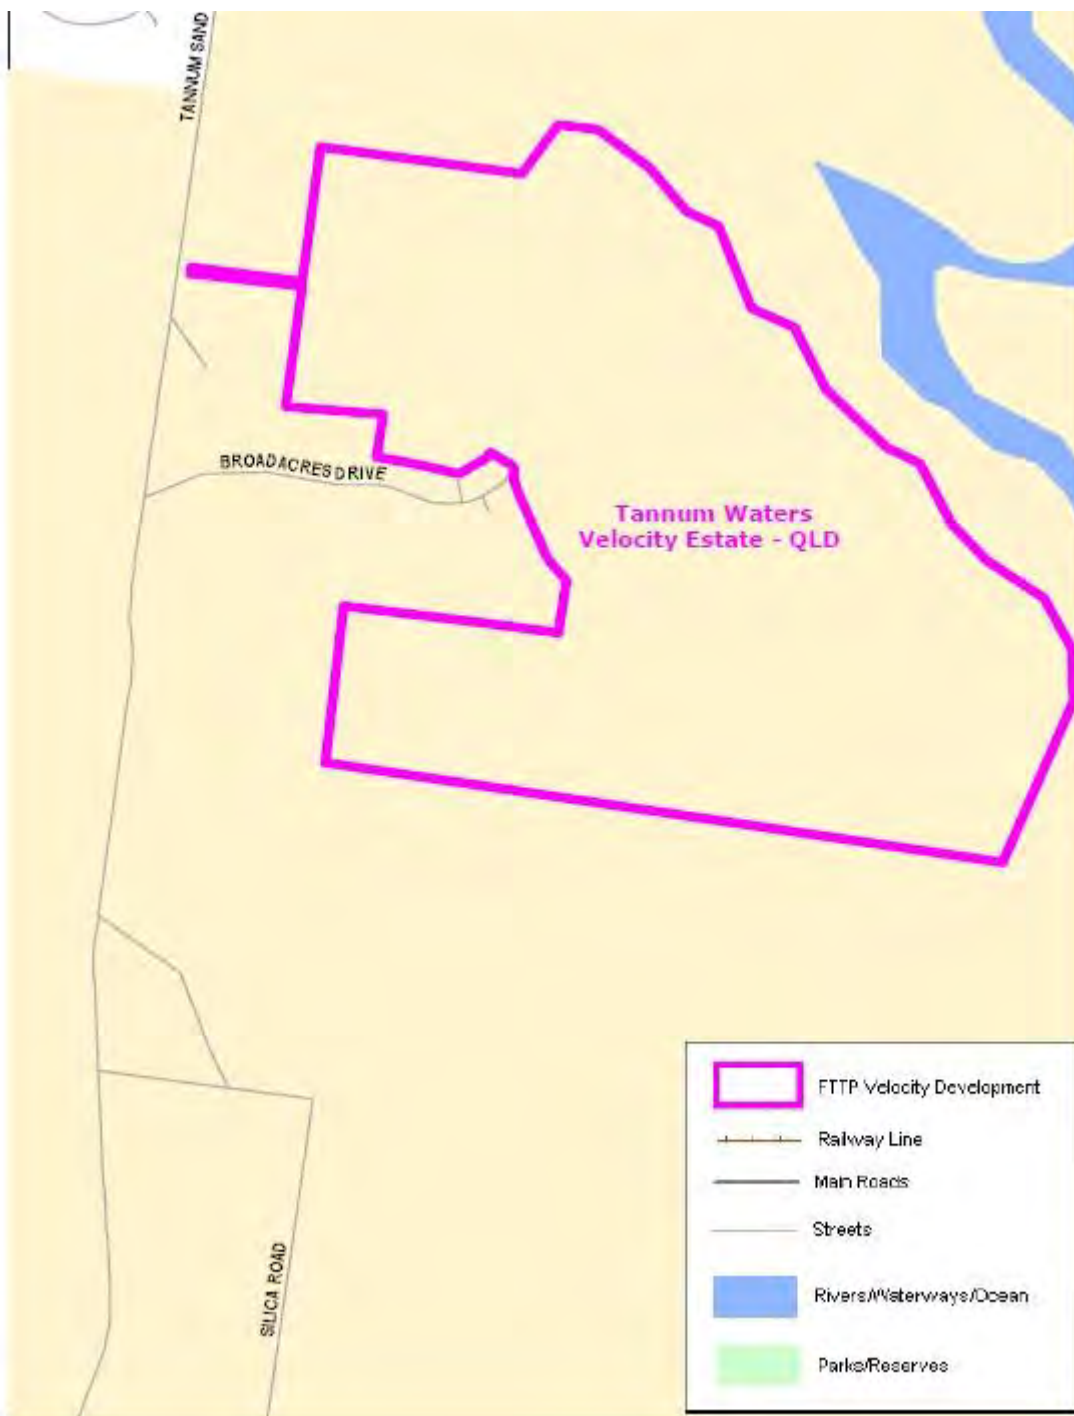 TANNUM SAND
BROADACRES DRIVE
Tannum Waters
Velocity Estate - QLD
SILICA ROAD
FTTP Velocity Development
Railway Line
Main Roads
Streets
Rivers/Waterways/Ocean
Parks/Reserves